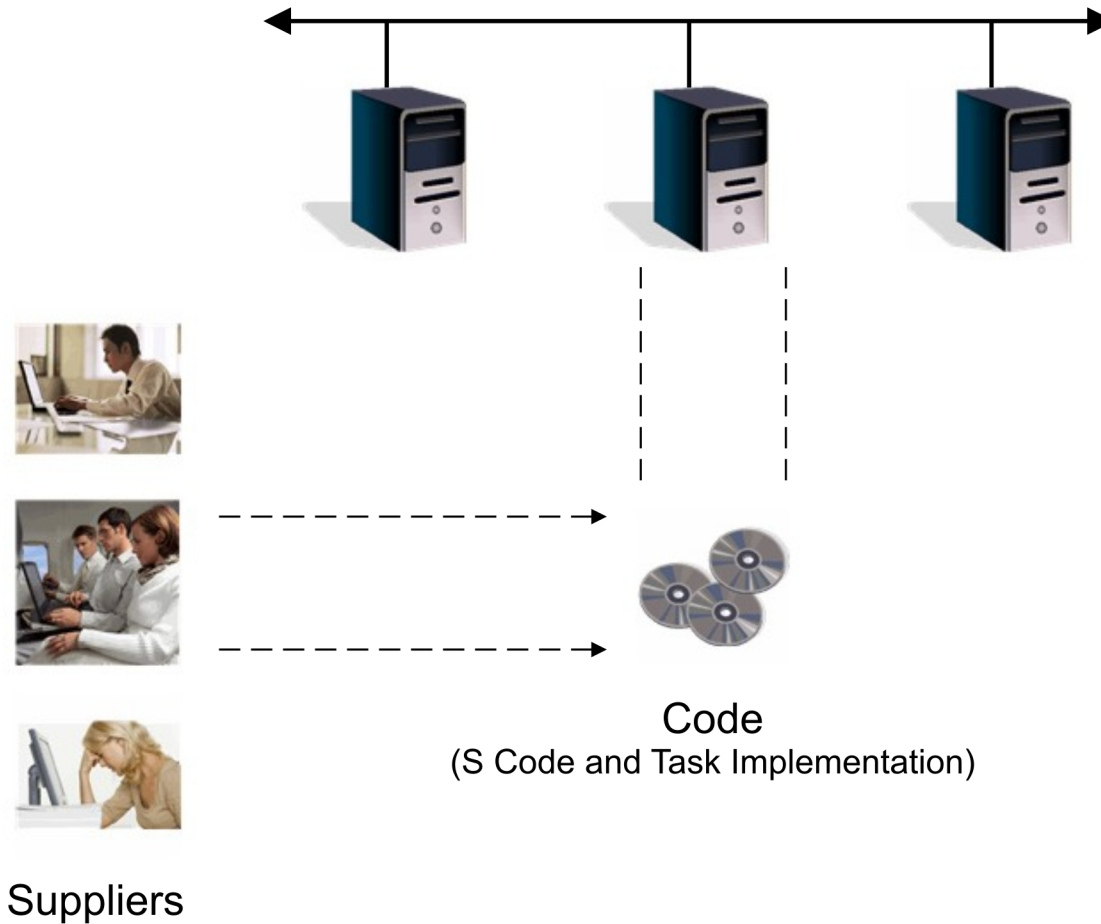 Code
(S Code and Task Implementation)
Suppliers